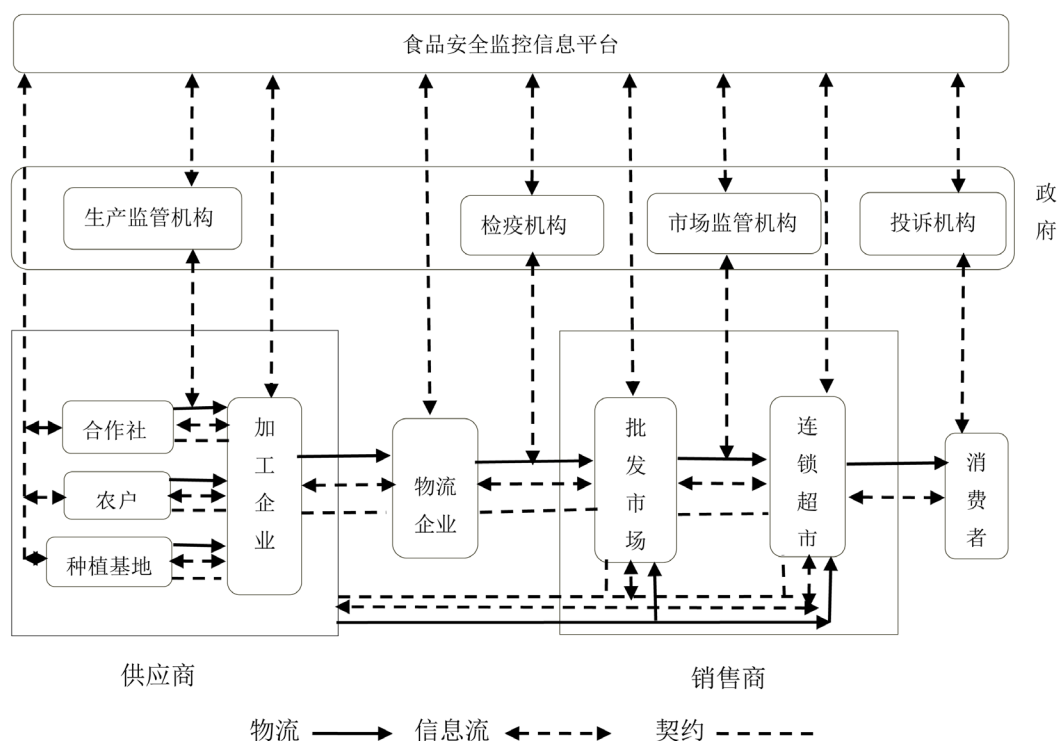 食品安全监控信息平台
生产监管机构
检疫机构
市场监管机构
投诉机构
政府
合作社
农户
种植基地
加工企业
物流
企业
批发市场
连锁超市
消费者
供应商
销售商
物流 信息流 契约